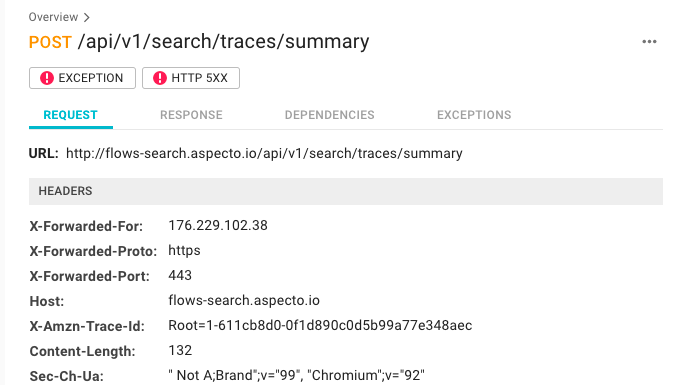 Overview
POST /api/v1/search/traces/summary
EXCEPTION HTTP 5XX
REQUEST RESPONSE DEPENDENCIES EXCEPTIONS
URL: http://flows-search.aspecto.io/api/v1/search/traces/summary
HEADERS
X-Forwarded-For: 176.229.102.38
X-Forwarded-Proto: https
X-Forwarded-Port: 443
Host: flows-search.aspecto.io
X-Amzn-Trace-Id: Root=1-611cb8d0-0f1d890c0d5b99a77e348aec
Content-Length: 132
Sec-Ch-Ua: " Not A;Brand";v="99", "Chromium";v="92"